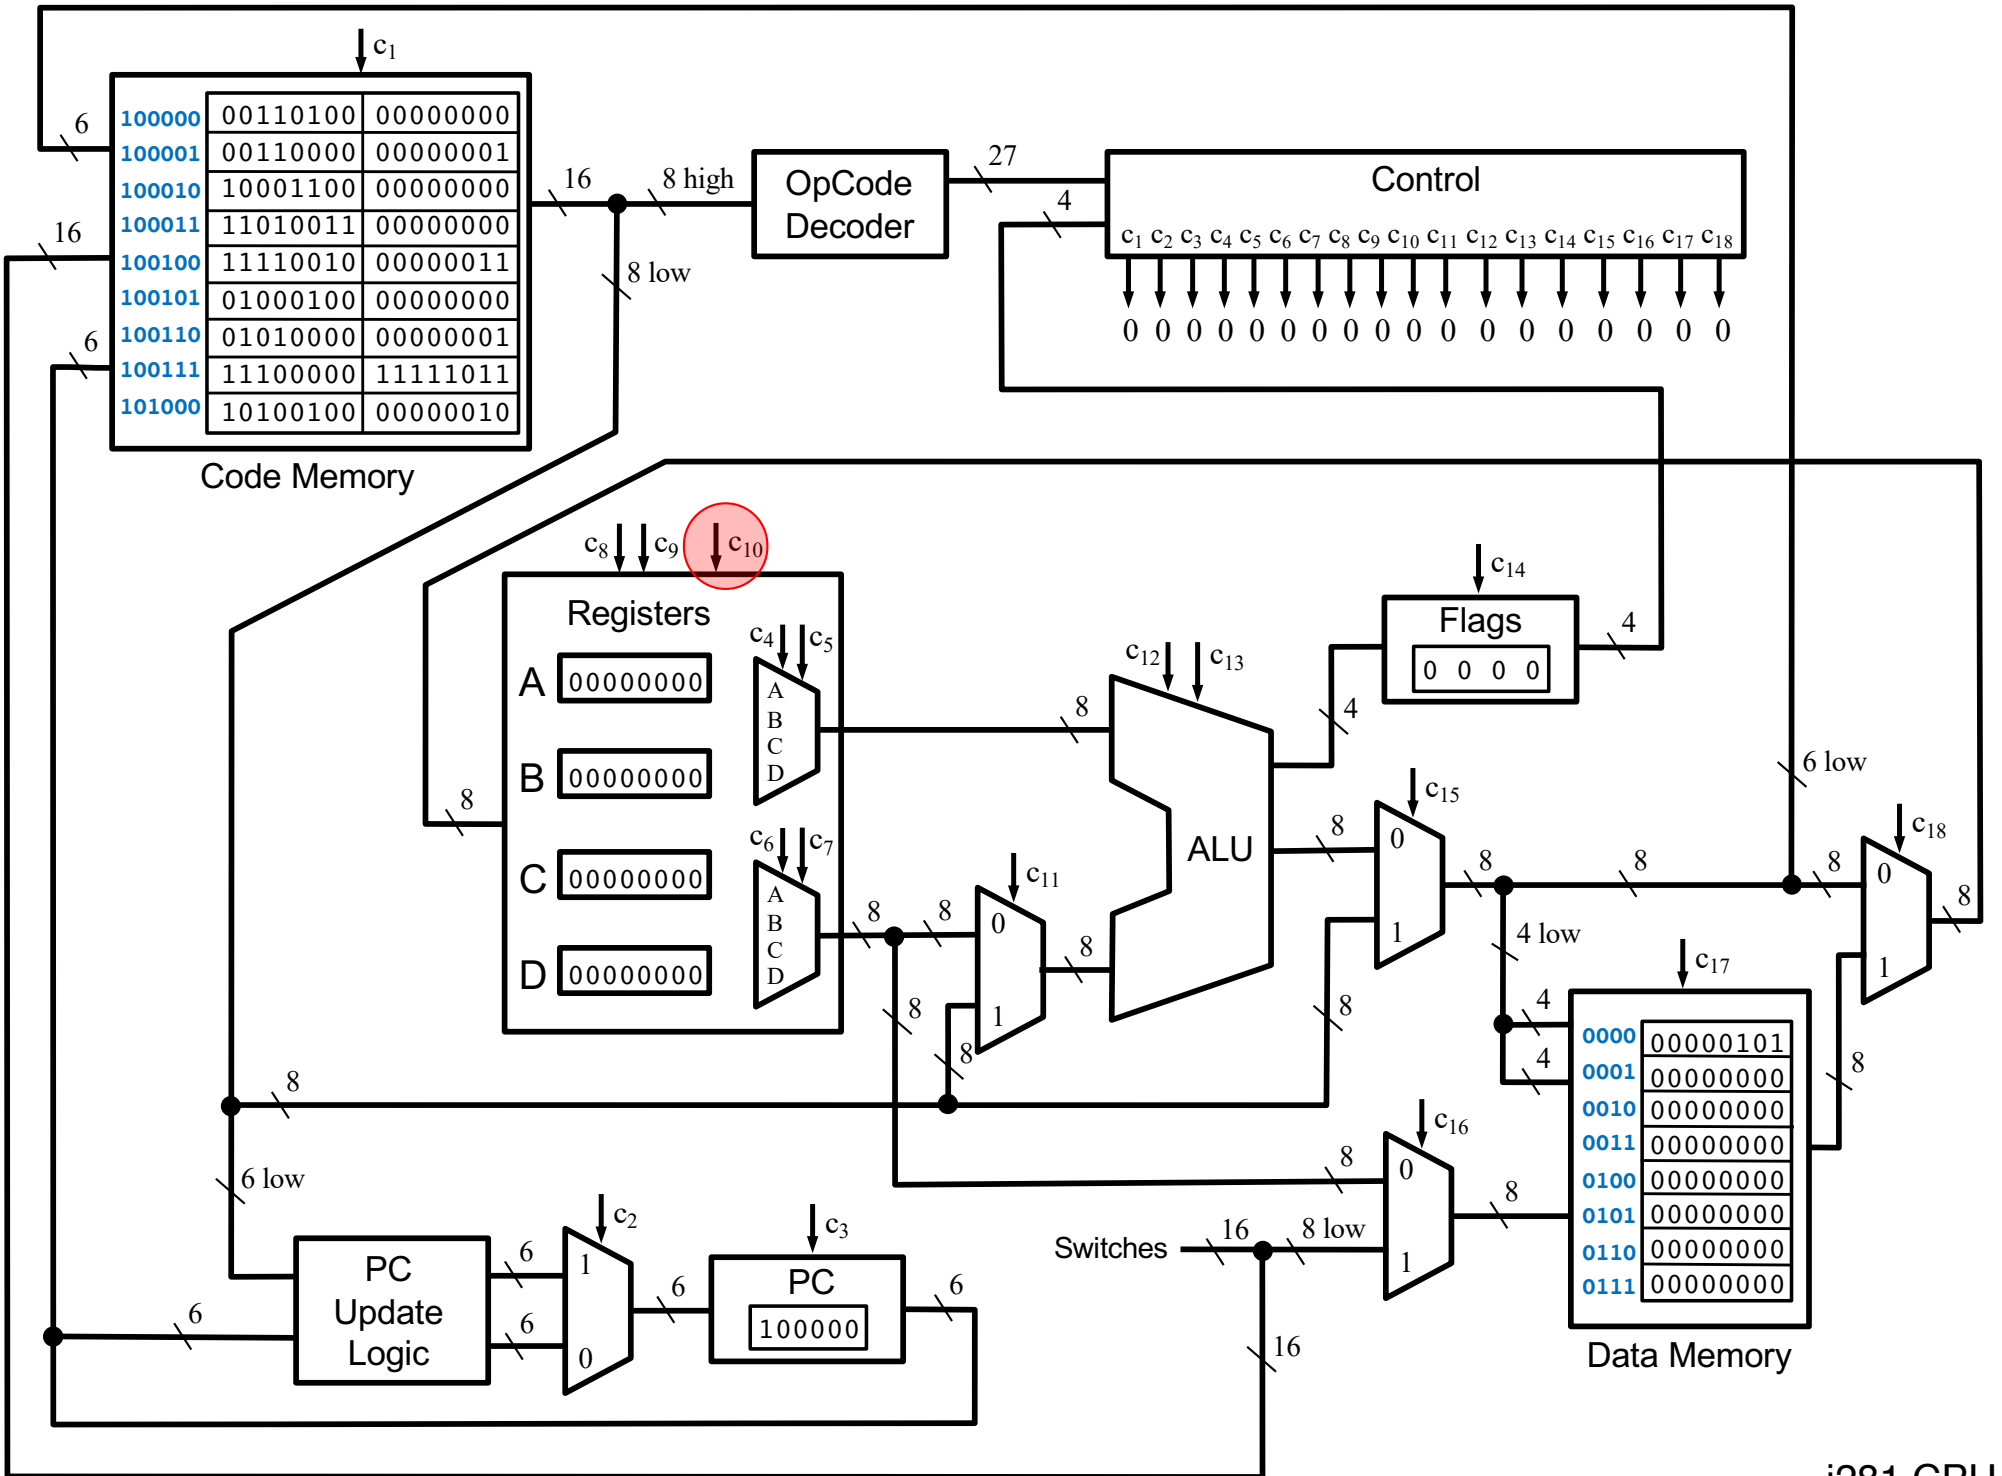 c1
100000 00110100 00000000
100001 00110000 00000001
100010 10001100 00000000
100011 11010011 00000000
100100 11110010 00000011
100101 01000100 00000000
100110 01010000 00000001
100111 11100000 11111011
101000 10100100 00000010
Code Memory
6
16
6
16
8 high
8 low
OpCode
Decoder
27
4
Control
c1 c2 c3 c4 c5 c6 c7 c8 c9 c10 c11 c12 c13 c14 c15 c16 c17 c18
0 0 0 0 0 0 0 0 0 0 0 0 0 0 0 0 0 0
c8 c9 c10
Registers
A 00000000
B 00000000
C 00000000
D 00000000
c4 c5
A
B
C
D
c6 c7
A
B
C
D
8
8
8
8
8
8
c11
0
1
8
8
c12 c13
ALU
c14
Flags
0 0 0 0
4
4
8
c15
0
1
8
8
8
8
6 low
4 low
c18
0
1
8
c17
4
4
0000 00000101
0001 00000000
0010 00000000
0011 00000000
0100 00000000
0101 00000000
0110 00000000
0111 00000000
Data Memory
8
c16
0
1
8
8
Switches
16
8 low
16
6 low
PC
Update
Logic
6
6
6
c2
1
0
6
c3
PC
100000
6